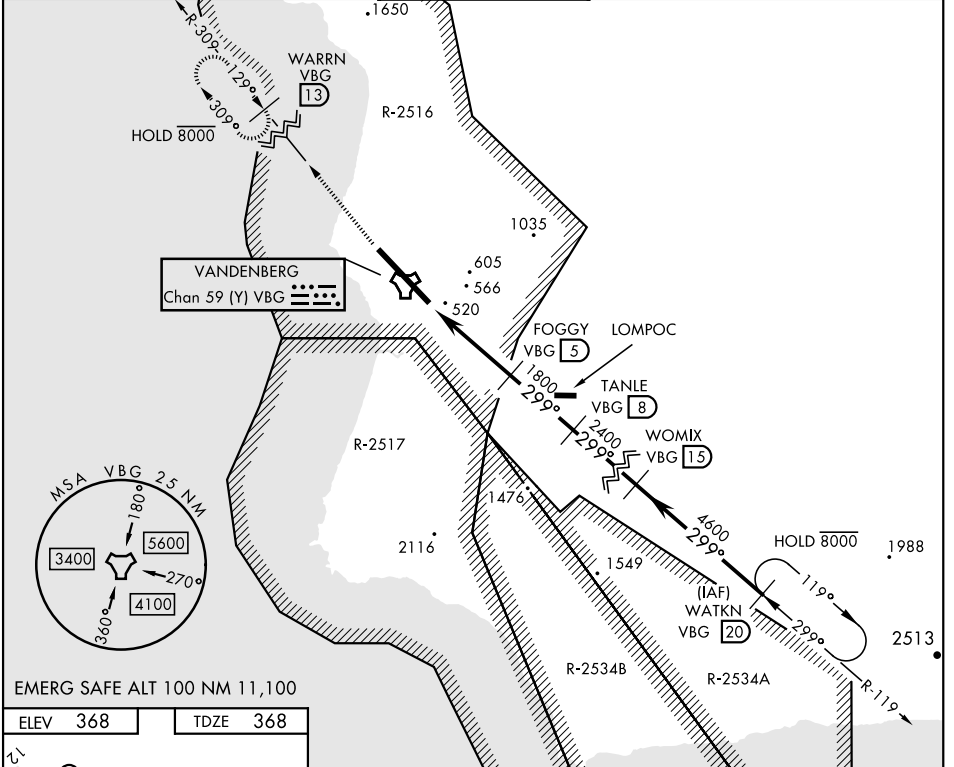 1650
R-309
WARRN
VBG
13
129°
309°
HOLD 8000
R-2516
1035
605
566
520
VANDENBERG
Chan 59 (Y) VBG
FOGGY
VBG 5
LOMPOC
1800
299°
TANLE
VBG 8
2400
299°
WOMIX
VBG 15
R-2517
1476
4600
299°
HOLD 8000
1988
2116
1549
119°
(IAF)
WATKN
VBG 20
299°
2513
R-119
R-2534B
R-2534A
MSA VBG 25 NM
180°
3400
5600
270°
4100
360°
EMERG SAFE ALT 100 NM 11,100
ELEV 368
TDZE 368
12